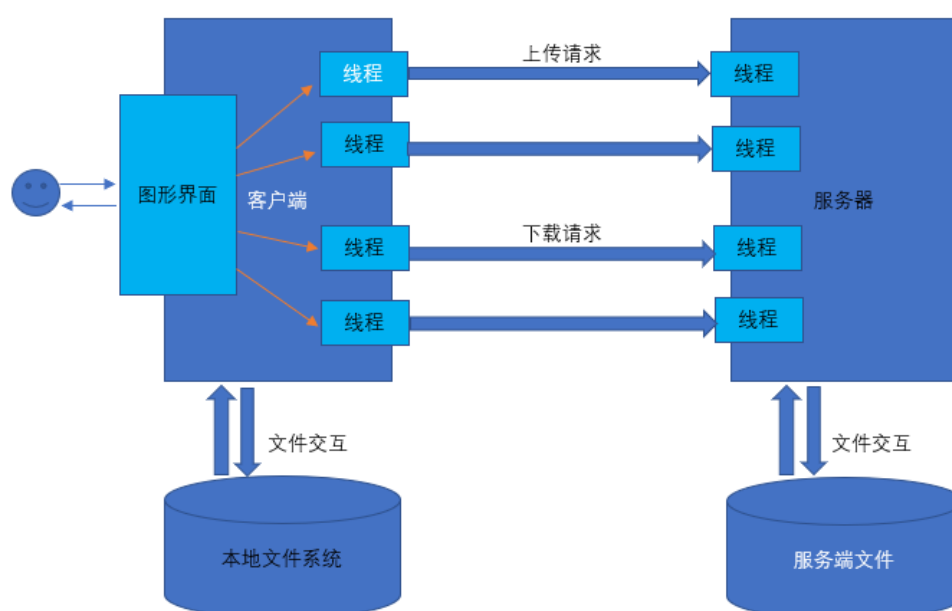 上传请求
线程
线程
线程
线程
图形界面
客户端
服务器
下载请求
线程
线程
线程
线程
文件交互
文件交互
本地文件系统
服务端文件